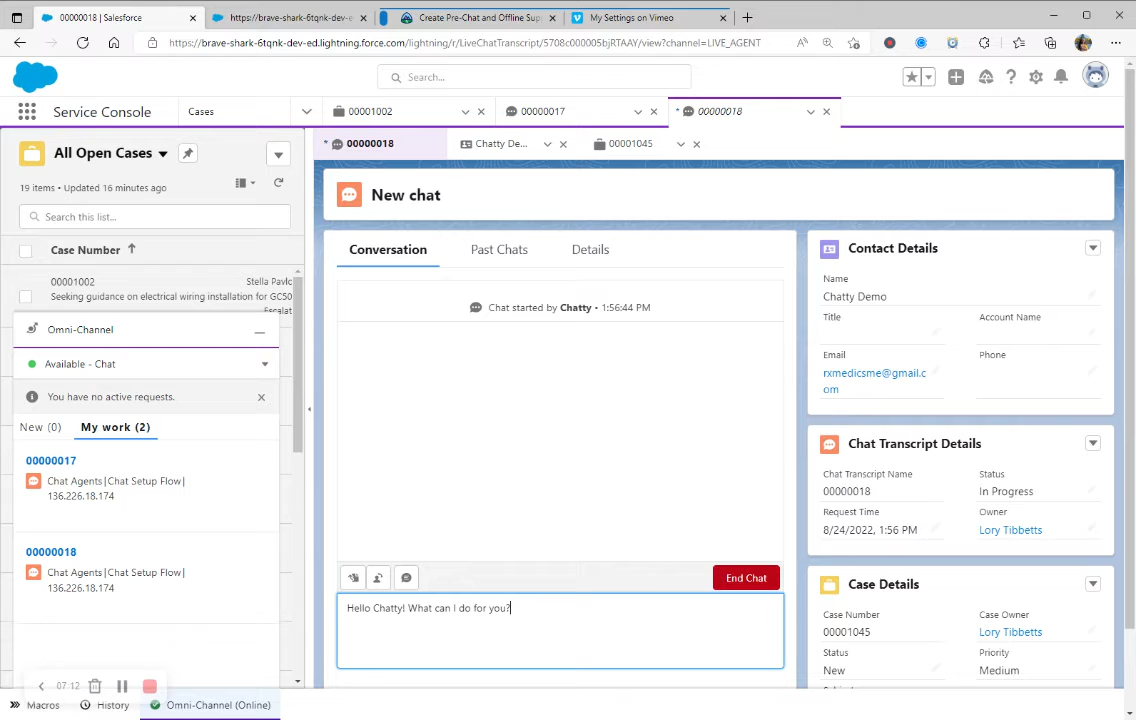 00000018 | Salesforce
https://brave-shark-6tqnk-dev-e
Create Pre-Chat and Offline Sup
My Settings on Vimeo
https://brave-shark-6tqnk-dev-ed.lightning.force.com/lightning/r/LiveChatTranscript/5708c000005bjRTAAY/view?channel=LIVE_AGENT
Search...
Service Console
Cases
00001002
00000017
* 00000018
All Open Cases
19 items • Updated 16 minutes ago
Search this list...
Case Number
00001002
Stella Pavlc
Seeking guidance on electrical wiring installation for GC50
Escalat
* 00000018
Chatty De...
00001045
New chat
Conversation
Past Chats
Details
Chat started by Chatty • 1:56:44 PM
End Chat
Hello Chatty! What can I do for you?
Contact Details
Name
Chatty Demo
Title
Account Name
Email
Phone
rxmedicsme@gmail.c
om
Chat Transcript Details
Chat Transcript Name
Status
00000018
In Progress
Request Time
Owner
8/24/2022, 1:56 PM
Lory Tibbetts
Case Details
Case Number
Case Owner
00001045
Lory Tibbetts
Status
Priority
New
Medium
Omni-Channel
Available - Chat
You have no active requests.
New (0)
My work (2)
00000017
Chat Agents|Chat Setup Flow|
136.226.18.174
00000018
Chat Agents|Chat Setup Flow|
136.226.18.174
07:12
Macros
History
Omni-Channel (Online)